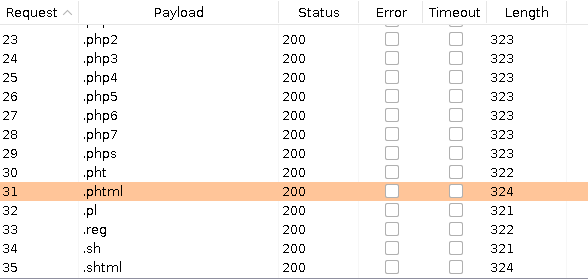 Request Payload Status Error Timeout Length
23 .php2 200 323
24 .php3 200 323
25 .php4 200 323
26 .php5 200 323
27 .php6 200 323
28 .php7 200 323
29 .phps 200 323
30 .pht 200 322
31 .phtml 200 324
32 .pl 200 321
33 .reg 200 322
34 .sh 200 321
35 .shtml 200 324